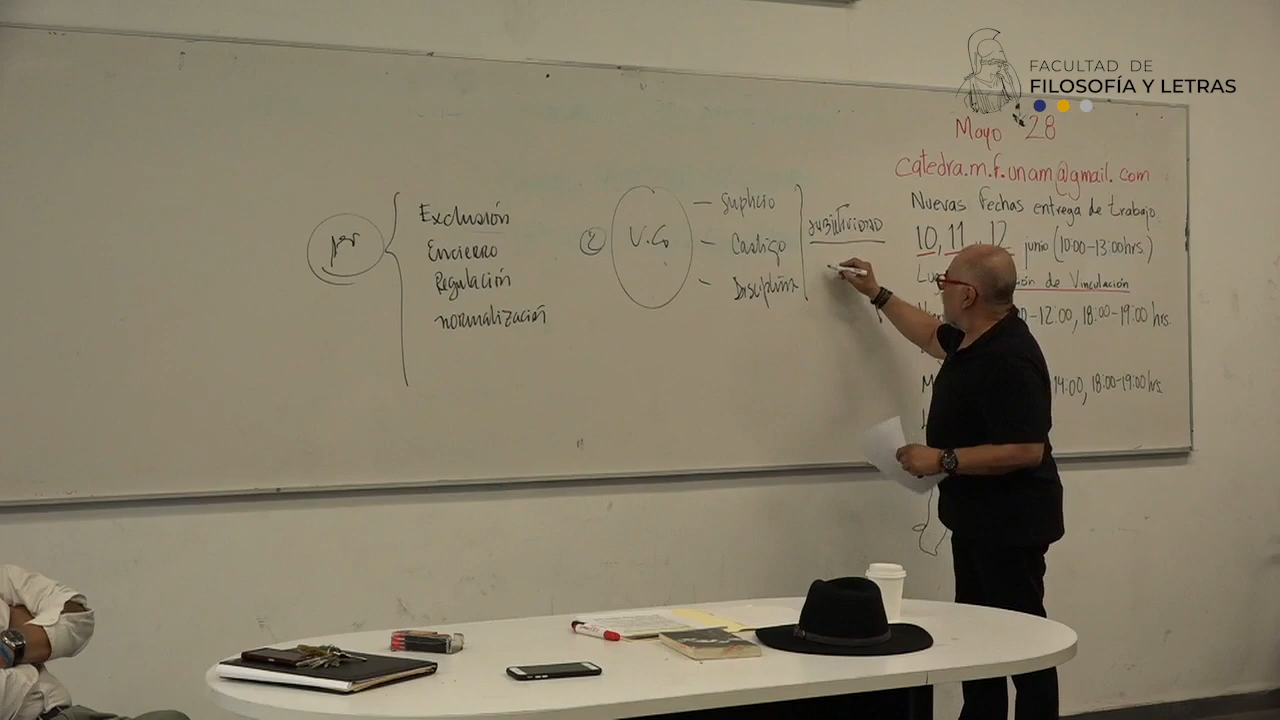 FACULTAD DE
FILOSOFÍA Y LETRAS
Mayo 28
catedra.m.f.unam@gmail.com
Nuevas fechas entrega de trabajo.
10, 11, 12 junio (10:00-13:00hrs.)
de Vinculación
-12:00, 18:00-19:00 hrs.
14:00, 18:00-19:00 hrs.
Exclusión
Encierro
Regulación
normalización
2
V.Co
- Suplicio
- Castigo
- Disciplina
SUBJETIVIDAD